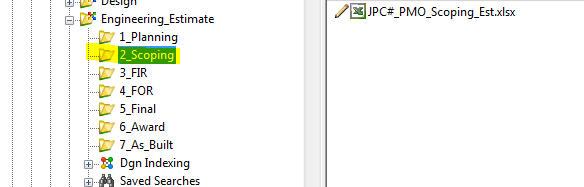 Design
Engineering_Estimate
1_Planning
2_Scoping
3_FIR
4_FOR
5_Final
6_Award
7_As_Built
Dgn Indexing
Saved Searches
JPC#_PMO_Scoping_Est.xlsx